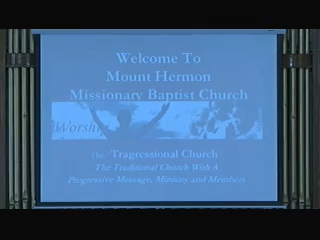 Welcome To
Mount Hermon
Missionary Baptist Church
Worship
The "Tragressional Church"
The Traditional Church With A
Progressive Message, Ministry and Members